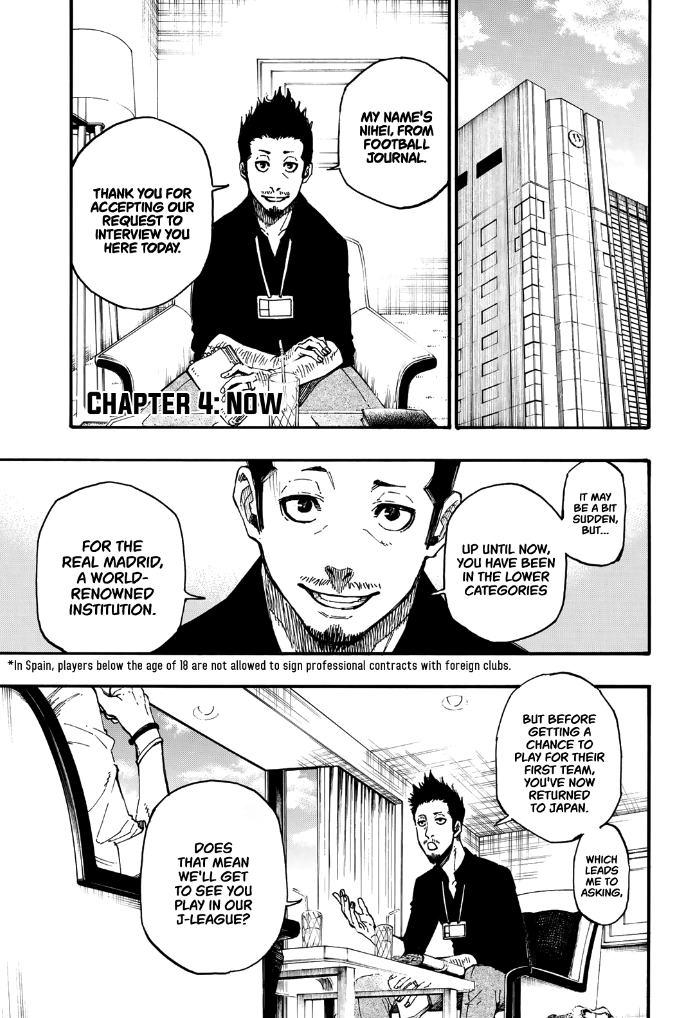 MY NAME'S
NIHEI, FROM
FOOTBALL
JOURNAL.
THANK YOU FOR
ACCEPTING OUR
REQUEST TO
INTERVIEW YOU
HERE TODAY.
CHAPTER 4: NOW
IT MAY
BE A BIT
SUDDEN,
BUT...
UP UNTIL NOW,
YOU HAVE BEEN
IN THE LOWER
CATEGORIES
FOR THE
REAL MADRID,
A WORLD-
RENOWNED
INSTITUTION.
*In Spain, players below the age of 18 are not allowed to sign professional contracts with foreign clubs.
BUT BEFORE
GETTING A
CHANCE TO
PLAY FOR THEIR
FIRST TEAM,
YOU'VE NOW
RETURNED
TO JAPAN.
WHICH
LEADS
ME TO
ASKING,
DOES
THAT MEAN
WE'LL GET
TO SEE YOU
PLAY IN OUR
J-LEAGUE?